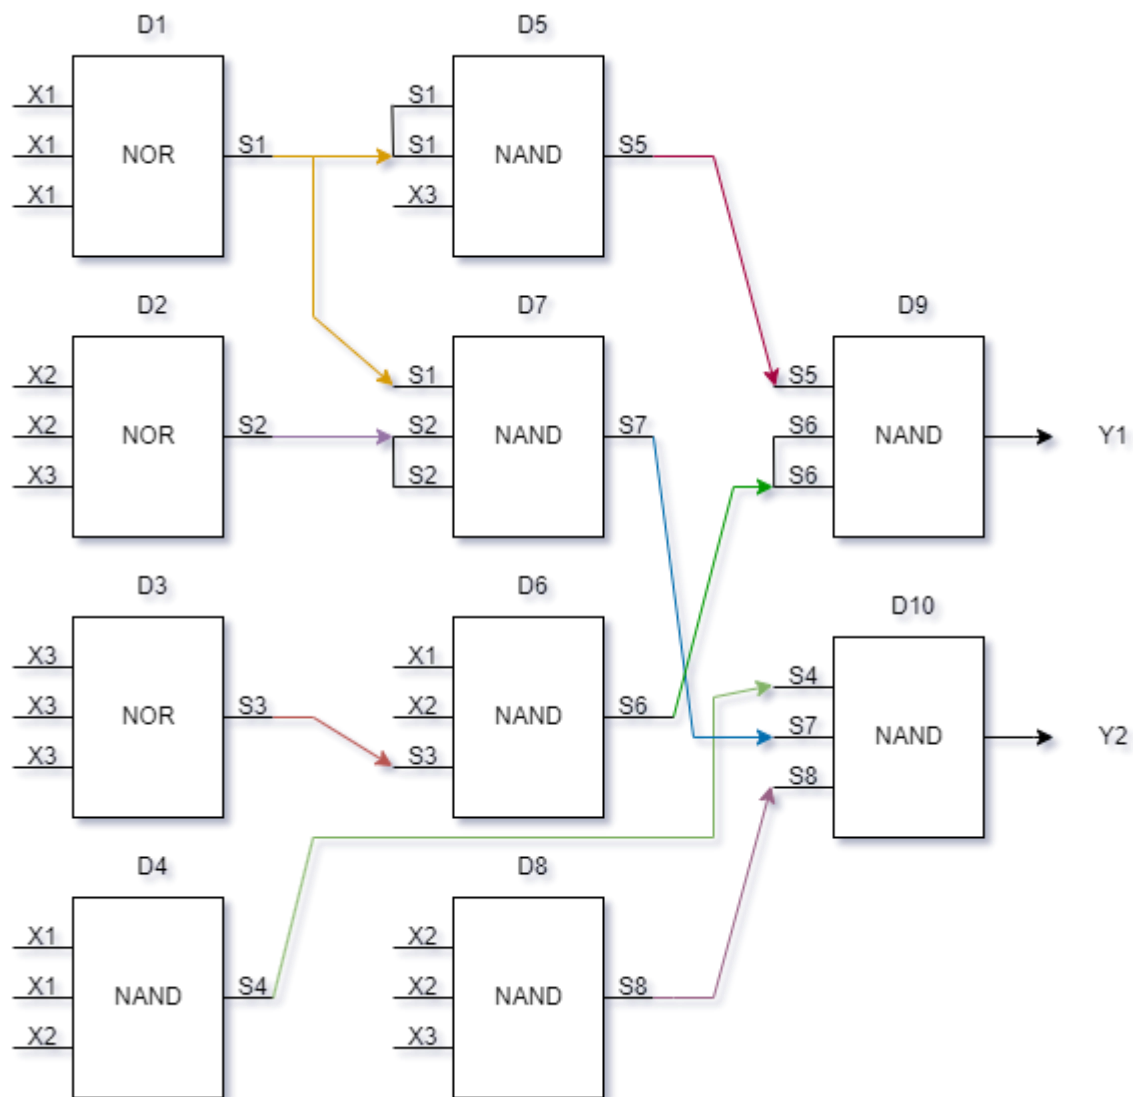 D1
D5
X1
X1
X1
NOR
S1
S1
S1
X3
NAND
S5
D2
D7
D9
X2
X2
X3
NOR
S2
S1
S2
S2
NAND
S7
S5
S6
S6
NAND
Y1
D3
D6
D10
X3
X3
X3
NOR
S3
X1
X2
S3
NAND
S6
S4
S7
S8
NAND
Y2
D4
D8
X1
X1
X2
NAND
S4
X2
X2
X3
NAND
S8